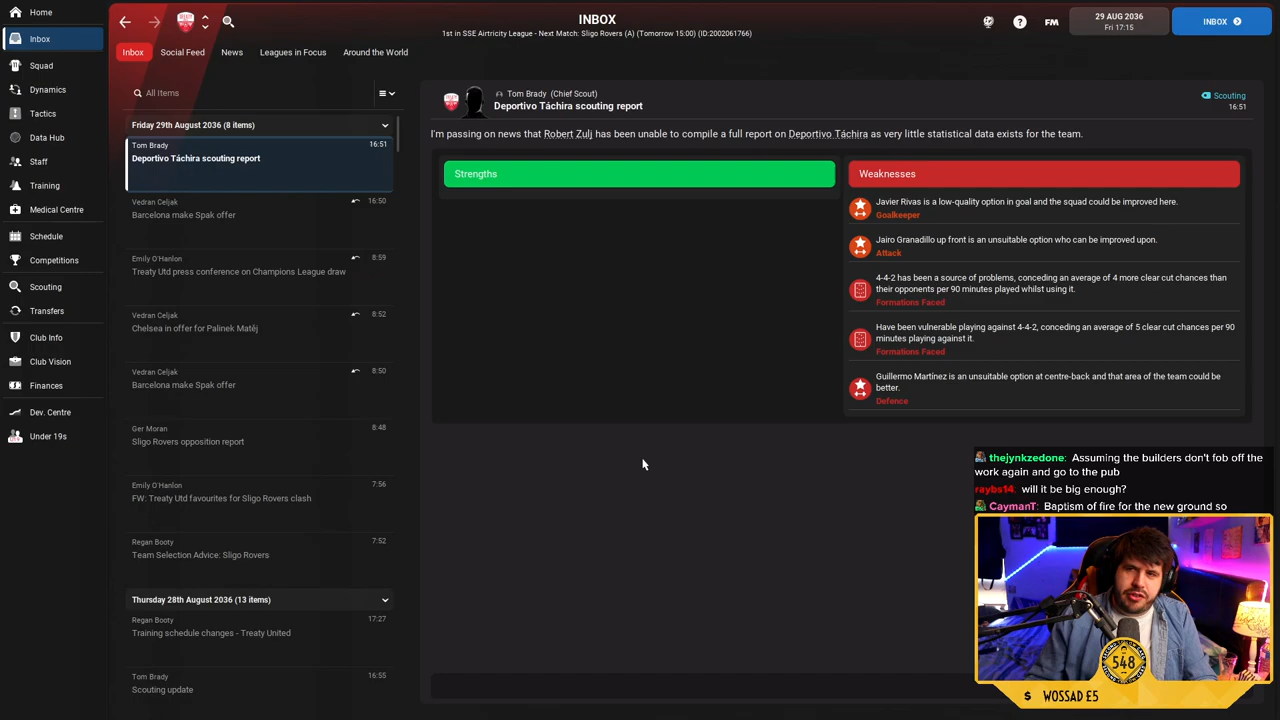 Home
Inbox
Squad
Dynamics
Tactics
Data Hub
Staff
Training
Medical Centre
Schedule
Competitions
Scouting
Transfers
Club Info
Club Vision
Finances
Dev. Centre
Under 19s
INBOX
1st in SSE Airtricity League - Next Match: Sligo Rovers (A) (Tomorrow 15:00) (ID:2002061766)
?
FM
29 AUG 2036
Fri 17:15
INBOX
Inbox
Social Feed
News
Leagues in Focus
Around the World
All Items
Friday 29th August 2036 (8 items)
Tom Brady 16:51
Deportivo Táchira scouting report
Vedran Celjak 16:50
Barcelona make Spak offer
Emily O'Hanlon 8:59
Treaty Utd press conference on Champions League draw
Vedran Celjak 8:52
Chelsea in offer for Palinek Matěj
Vedran Celjak 8:50
Barcelona make Spak offer
Ger Moran 8:48
Sligo Rovers opposition report
Emily O'Hanlon 7:56
FW: Treaty Utd favourites for Sligo Rovers clash
Regan Booty 7:52
Team Selection Advice: Sligo Rovers
Thursday 28th August 2036 (13 items)
Regan Booty 17:27
Training schedule changes - Treaty United
Tom Brady 16:55
Scouting update
Tom Brady (Chief Scout)
Deportivo Táchira scouting report
Scouting
16:51
I'm passing on news that Robert Zulj has been unable to compile a full report on Deportivo Táchira as very little statistical data exists for the team.
Strengths
Weaknesses
Javier Rivas is a low-quality option in goal and the squad could be improved here.
Goalkeeper
Jairo Granadillo up front is an unsuitable option who can be improved upon.
Attack
4-4-2 has been a source of problems, conceding an average of 4 more clear cut chances than
their opponents per 90 minutes played whilst using it.
Formations Faced
Have been vulnerable playing against 4-4-2, conceding an average of 5 clear cut chances per 90
minutes playing against it.
Formations Faced
Guillermo Martínez is an unsuitable option at centre-back and that area of the team could be
better.
Defence
thejynkzedone: Assuming the builders don't fob off the
work again and go to the pub
raybs14: will it be big enough?
CaymanT: Baptism of fire for the new ground so
548
$ WOSSAD £5